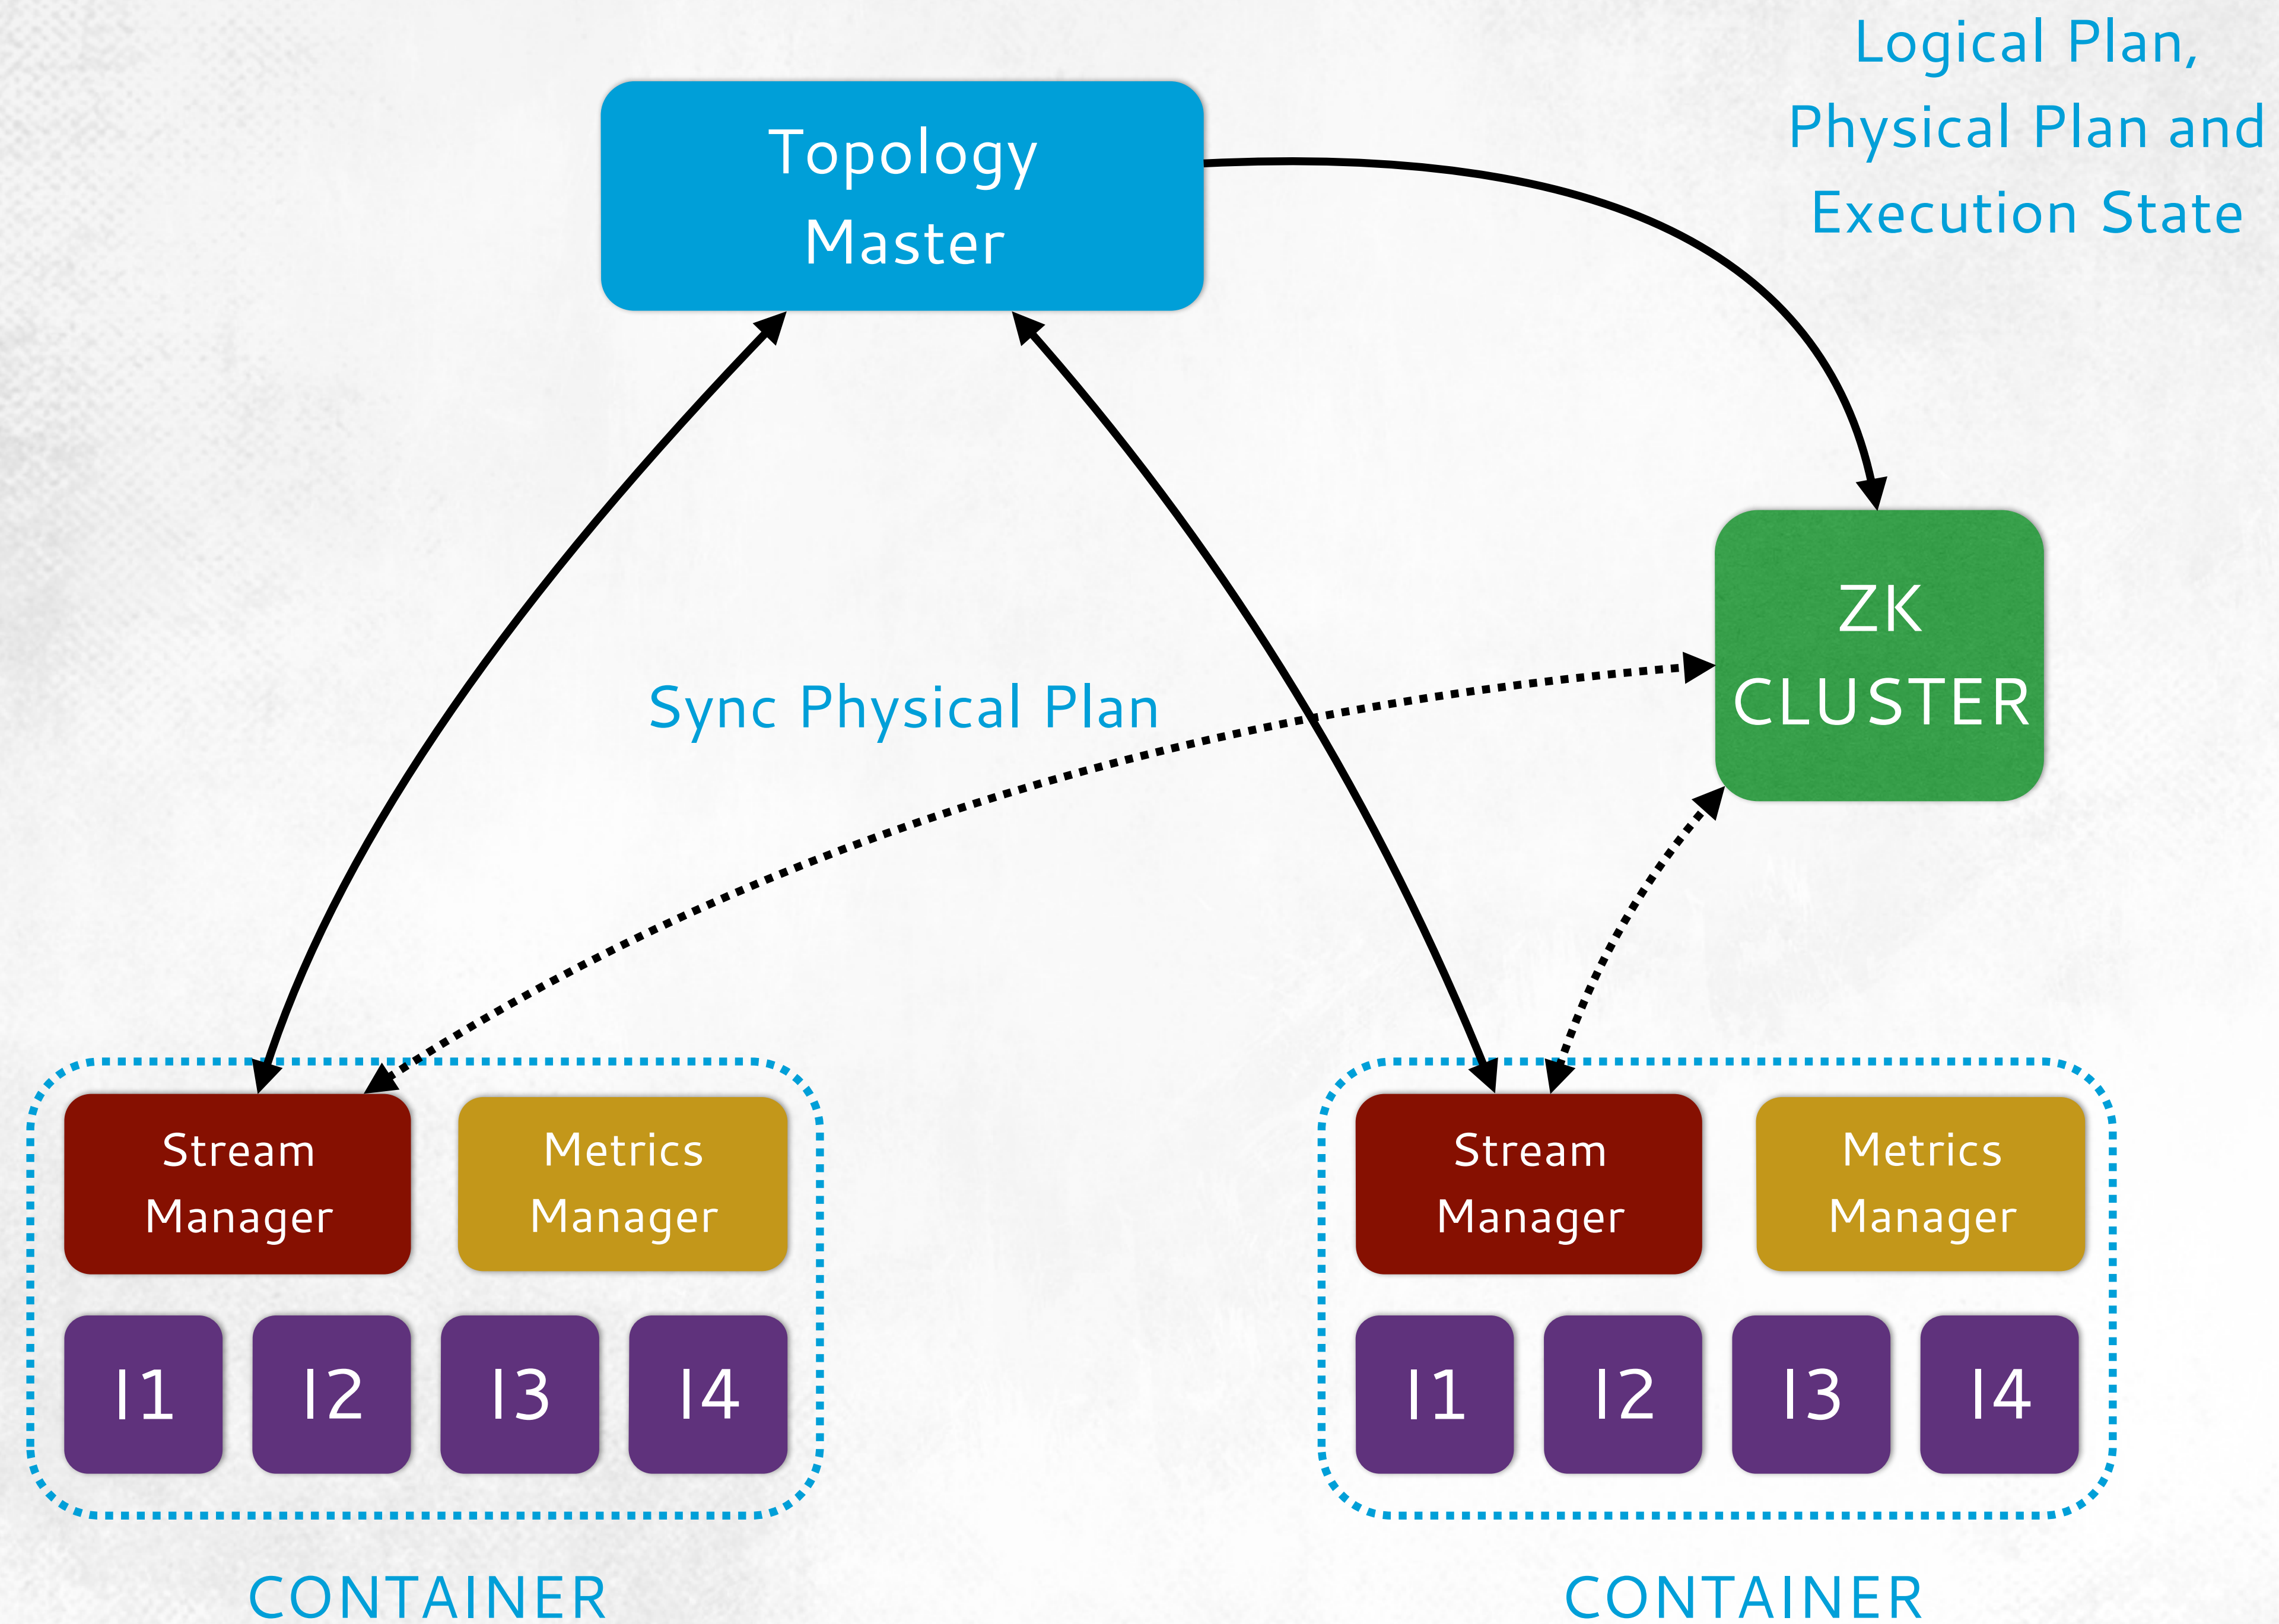 Logical Plan,
Physical Plan and
Execution State
Topology
Master
ZK
CLUSTER
Sync Physical Plan
Stream
Manager
Metrics
Manager
I1
I2
I3
I4
CONTAINER
Stream
Manager
Metrics
Manager
I1
I2
I3
I4
CONTAINER